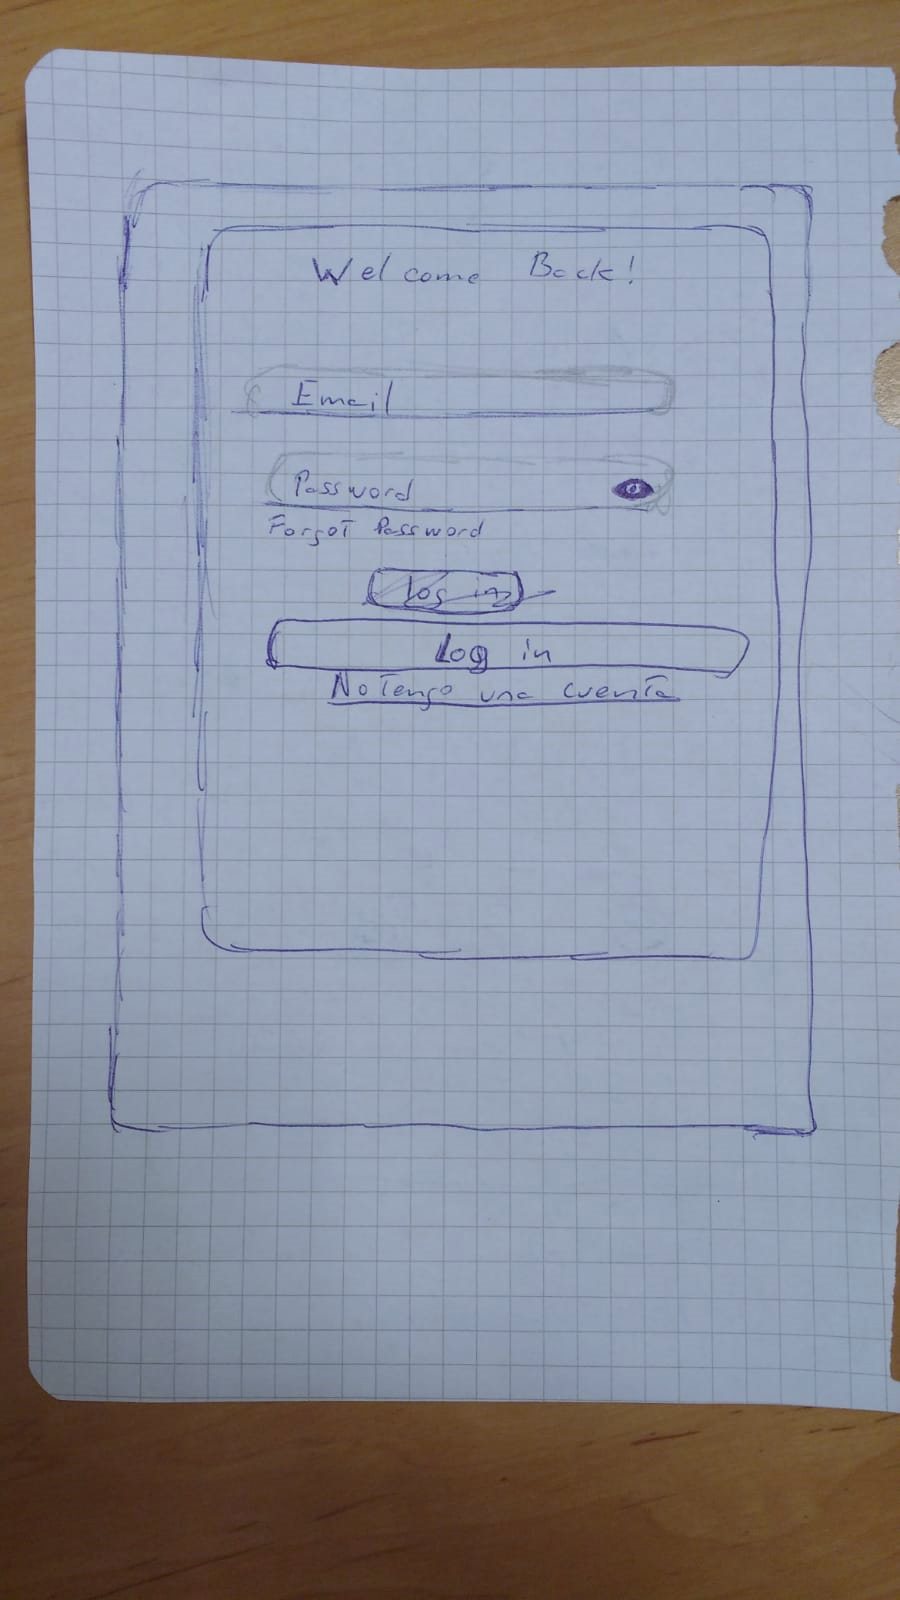 Welcome Back!
Email
Password
Forgot Password
Log in
Log in
No Tengo una cuenta